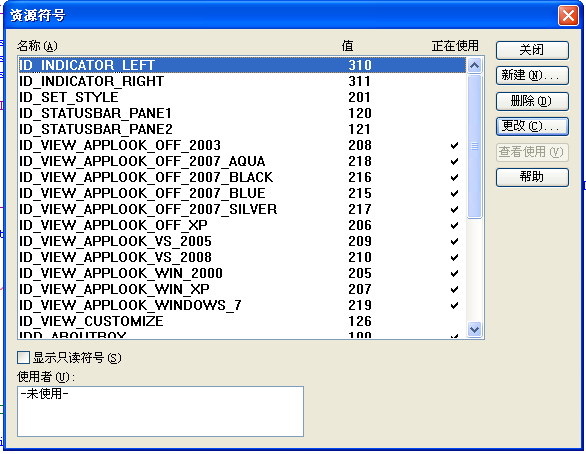 资源符号
名称(A) 值 正在使用
ID_INDICATOR_LEFT 310
ID_INDICATOR_RIGHT 311
ID_SET_STYLE 201
ID_STATUSBAR_PANE1 120
ID_STATUSBAR_PANE2 121
ID_VIEW_APPLOOK_OFF_2003 208
ID_VIEW_APPLOOK_OFF_2007_AQUA 218
ID_VIEW_APPLOOK_OFF_2007_BLACK 216
ID_VIEW_APPLOOK_OFF_2007_BLUE 215
ID_VIEW_APPLOOK_OFF_2007_SILVER 217
ID_VIEW_APPLOOK_OFF_XP 206
ID_VIEW_APPLOOK_VS_2005 209
ID_VIEW_APPLOOK_VS_2008 210
ID_VIEW_APPLOOK_WIN_2000 205
ID_VIEW_APPLOOK_WIN_XP 207
ID_VIEW_APPLOOK_WINDOWS_7 219
ID_VIEW_CUSTOMIZE 126
IDD_ABOUTBOX 100
关闭
新建(N)...
删除(D)
更改(C)...
查看使用(V)
帮助
显示只读符号(S)
使用者(U):
-未使用-